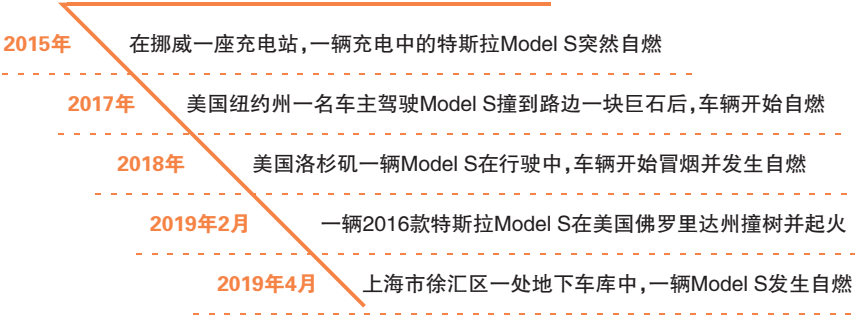 2015年 在挪威一座充电站,一辆充电中的特斯拉Model S突然自燃
2017年 美国纽约州一名车主驾驶Model S撞到路边一块巨石后,车辆开始自燃
2018年 美国洛杉矶一辆Model S在行驶中,车辆开始冒烟并发生自燃
2019年2月 一辆2016款特斯拉Model S在美国佛罗里达州撞树并起火
2019年4月 上海市徐汇区一处地下车库中,一辆Model S发生自燃